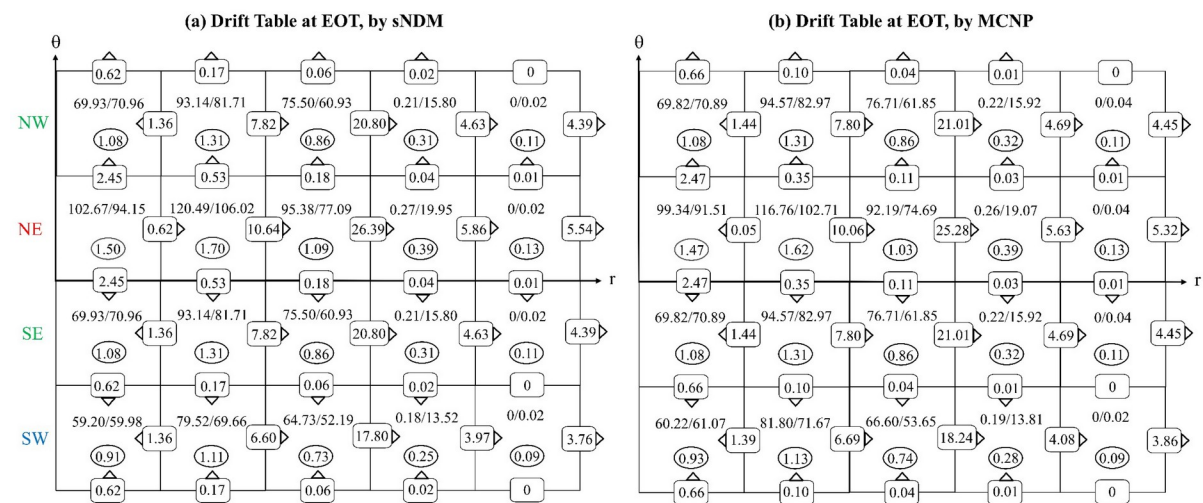 (a) Drift Table at EOT, by sNDM
(b) Drift Table at EOT, by MCNP
θ
0.62 0.17 0.06 0.02 0
69.93/70.96 93.14/81.71 75.50/60.93 0.21/15.80 0/0.02
NW 1.36 7.82 20.80 4.63 4.39
1.08 1.31 0.86 0.31 0.11
2.45 0.53 0.18 0.04 0.01
102.67/94.15 120.49/106.02 95.38/77.09 0.27/19.95 0/0.02
NE 0.62 10.64 26.39 5.86 5.54
1.50 1.70 1.09 0.39 0.13
2.45 0.53 0.18 0.04 0.01 r
69.93/70.96 93.14/81.71 75.50/60.93 0.21/15.80 0/0.02
SE 1.36 7.82 20.80 4.63 4.39
1.08 1.31 0.86 0.31 0.11
0.62 0.17 0.06 0.02 0
59.20/59.98 79.52/69.66 64.73/52.19 0.18/13.52 0/0.02
SW 1.36 6.60 17.80 3.97 3.76
0.91 1.11 0.73 0.25 0.09
0.62 0.17 0.06 0.02 0
θ
0.66 0.10 0.04 0.01 0
69.82/70.89 94.57/82.97 76.71/61.85 0.22/15.92 0/0.04
1.44 7.80 21.01 4.69 4.45
1.08 1.31 0.86 0.32 0.11
2.47 0.35 0.11 0.03 0.01
99.34/91.51 116.76/102.71 92.19/74.69 0.26/19.07 0/0.04
0.05 10.06 25.28 5.63 5.32
1.47 1.62 1.03 0.39 0.13
2.47 0.35 0.11 0.03 0.01 r
69.82/70.89 94.57/82.97 76.71/61.85 0.22/15.92 0/0.04
1.44 7.80 21.01 4.69 4.45
1.08 1.31 0.86 0.32 0.11
0.66 0.10 0.04 0.01 0
60.22/61.07 81.80/71.67 66.60/53.65 0.19/13.81 0/0.02
1.39 6.69 18.24 4.08 3.86
0.93 1.13 0.74 0.28 0.09
0.66 0.10 0.04 0.01 0